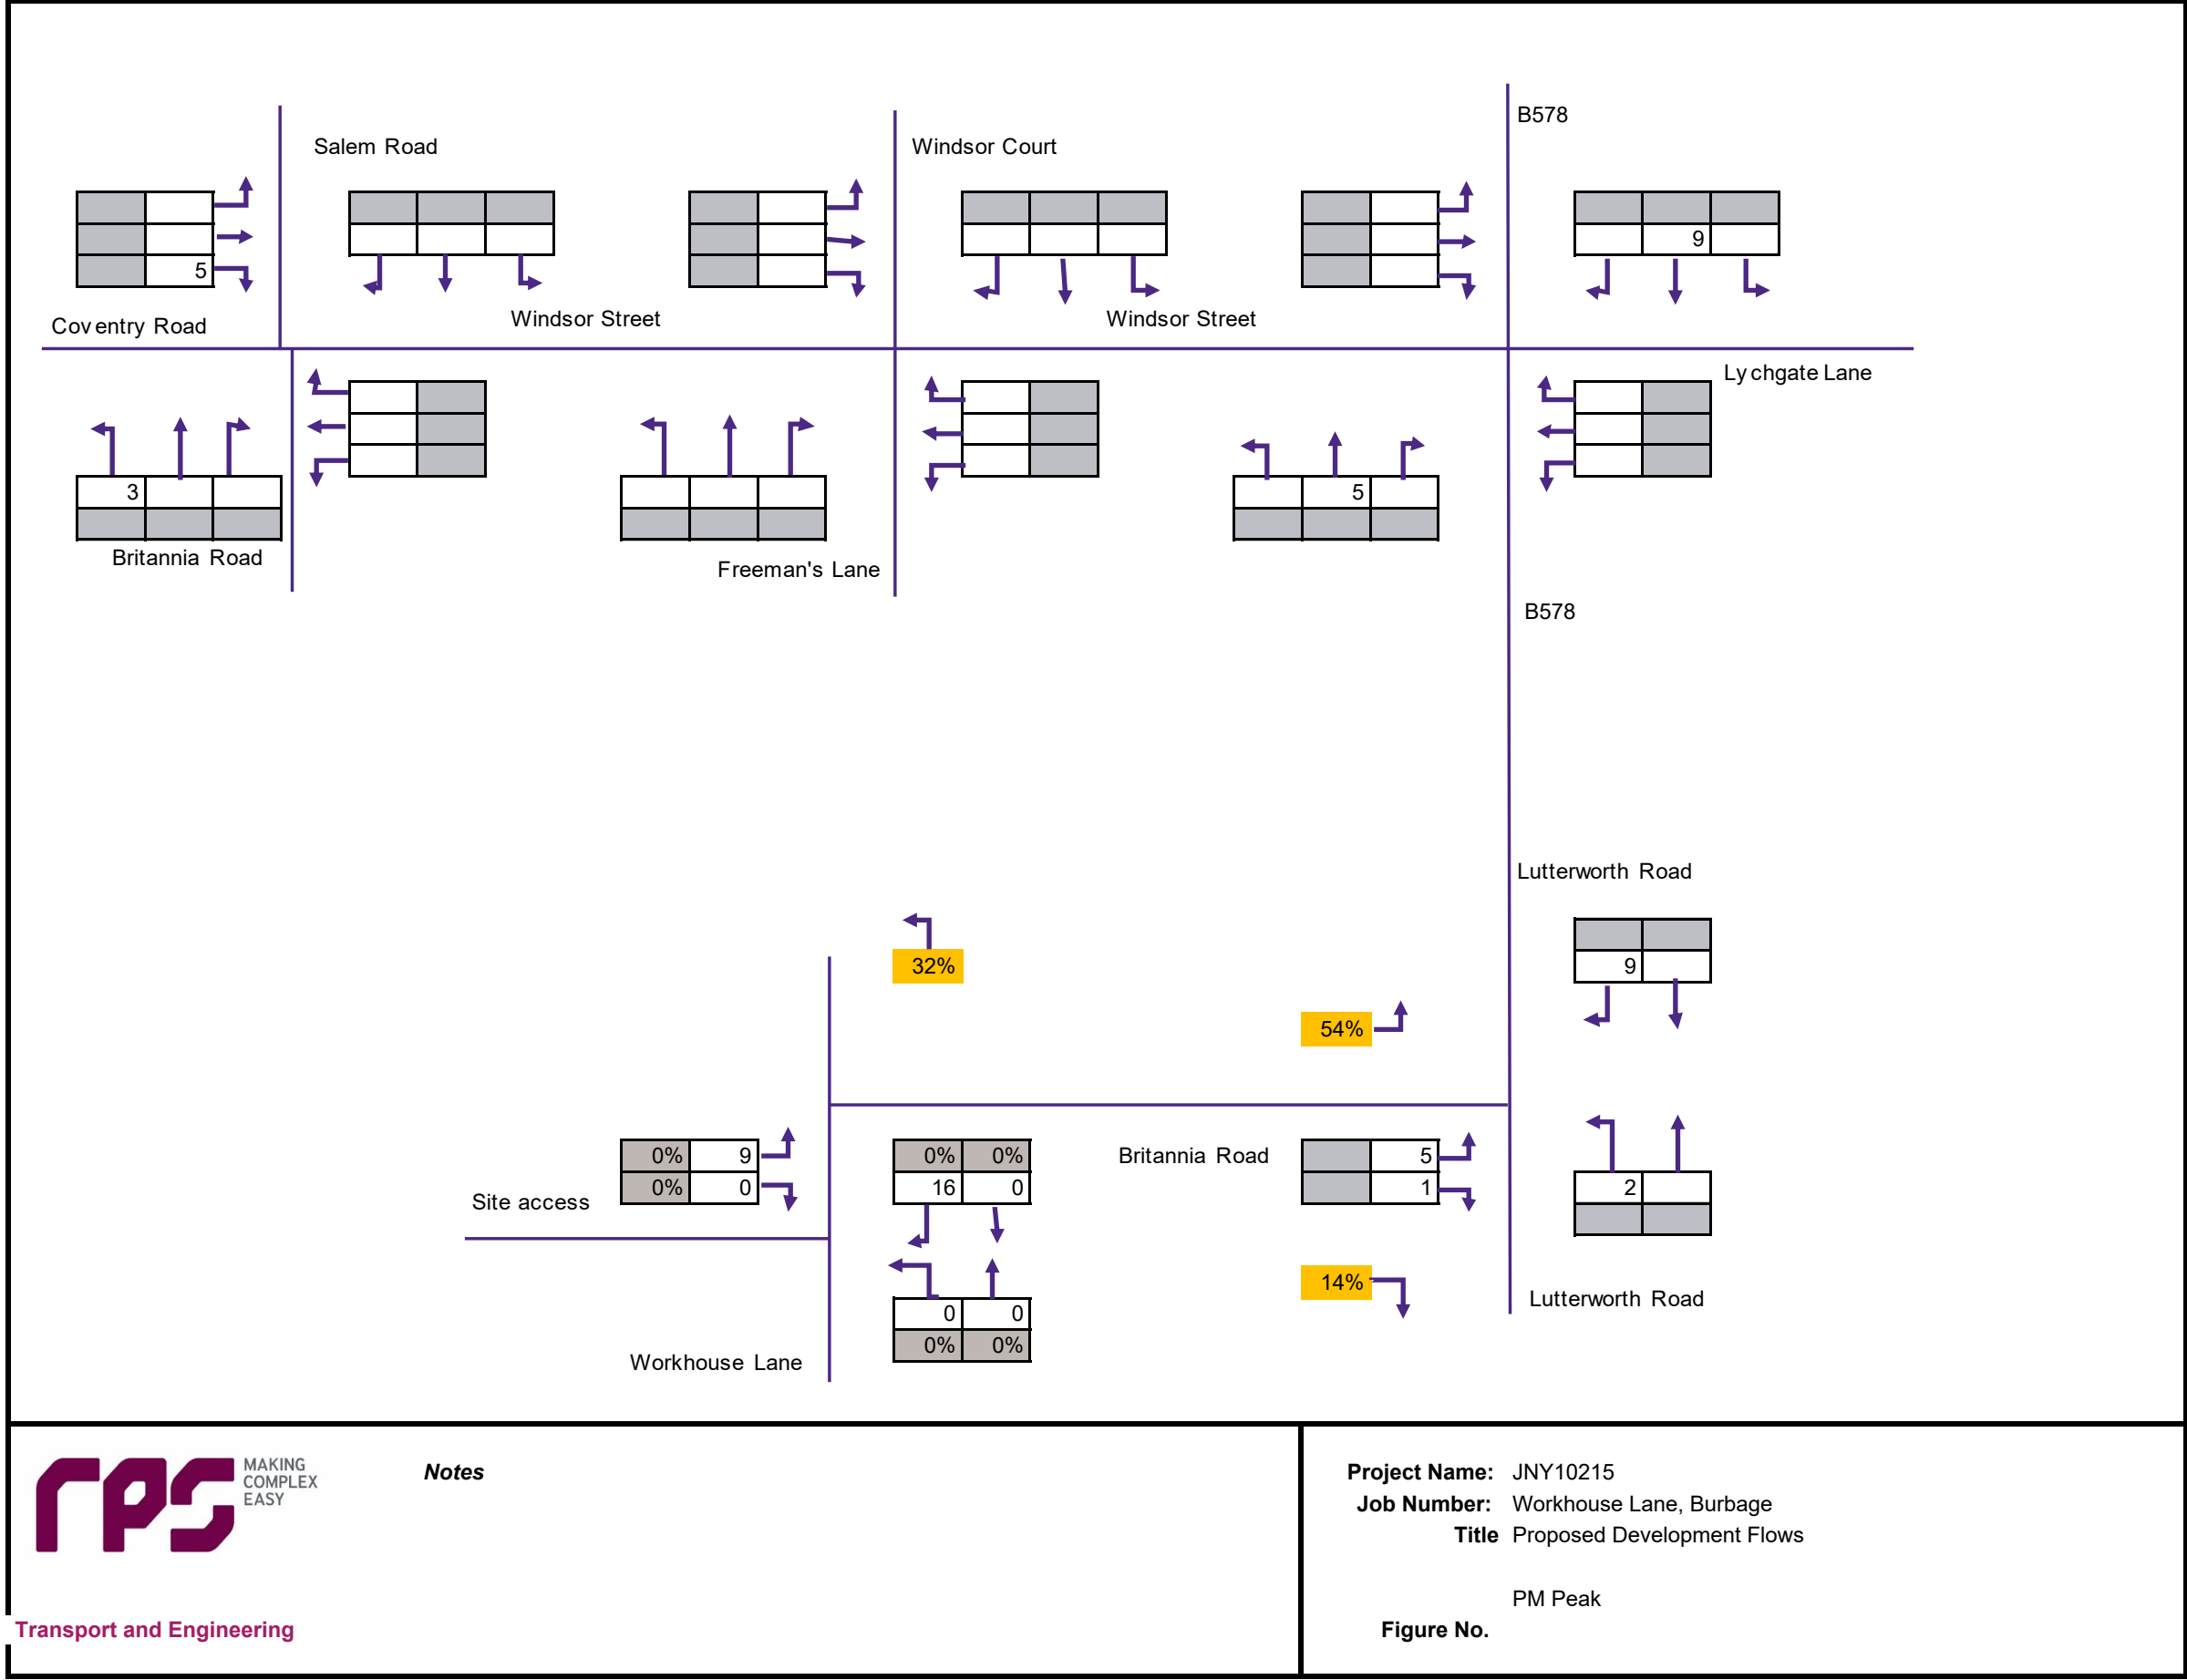 B578
Salem Road
Windsor Court
9
5
Coventry Road
Windsor Street
Windsor Street
Lychgate Lane
3
5
Britannia Road
Freeman's Lane
B578
Lutterworth Road
32%
9
54%
0% 9
0% 0
Site access
0% 0%
16 0
Britannia Road
5
1
2
14%
Lutterworth Road
0 0
0% 0%
Workhouse Lane
rps
MAKING
COMPLEX
EASY
Transport and Engineering
Notes
Project Name: JNY10215
Job Number: Workhouse Lane, Burbage
Title Proposed Development Flows
PM Peak
Figure No.